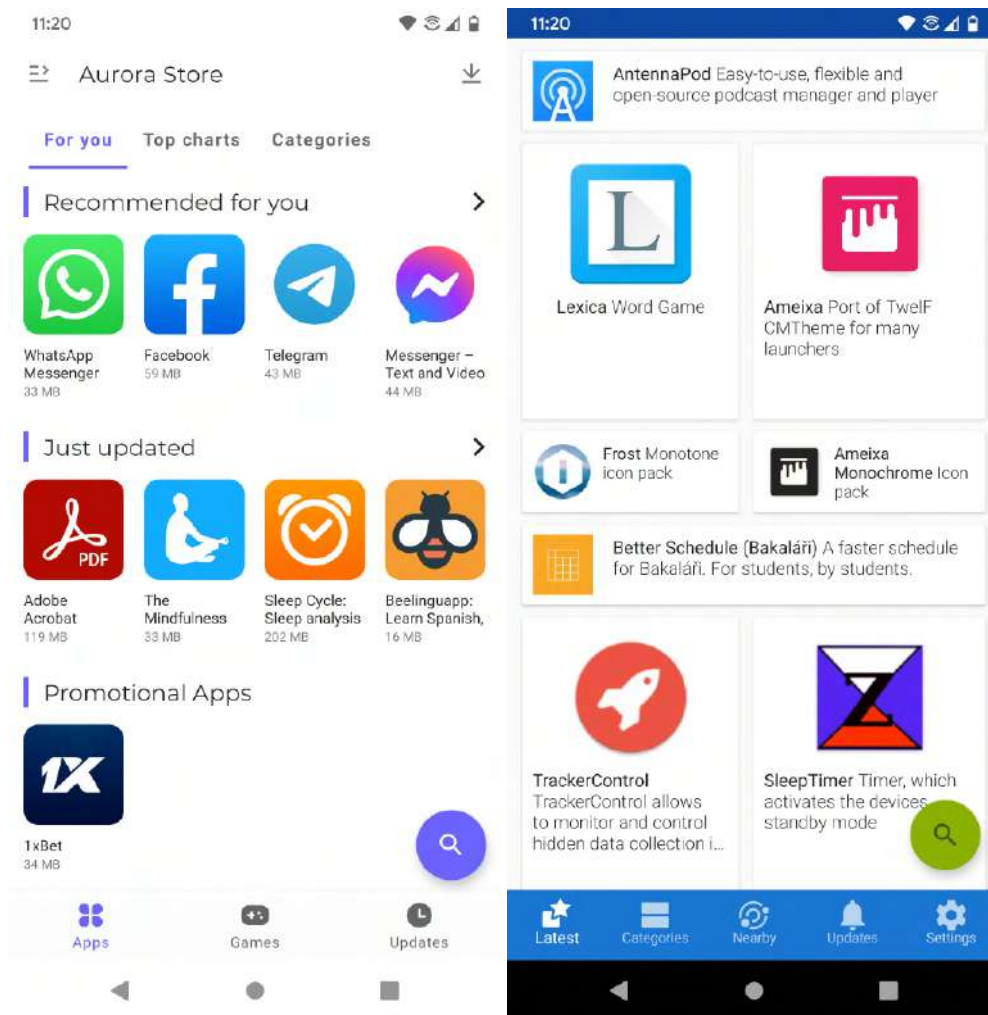 11:20
Aurora Store
For you
Top charts
Categories
Recommended for you
WhatsApp
Messenger
33 MB
Facebook
59 MB
Telegram
43 MB
Messenger –
Text and Video
44 MB
Just updated
PDF
Adobe
Acrobat
119 MB
The
Mindfulness
33 MB
Sleep Cycle:
Sleep analysis
202 MB
Beelinguapp:
Learn Spanish,
16 MB
Promotional Apps
1X
1xBet
34 MB
Apps
Games
Updates
11:20
AntennaPod Easy-to-use, flexible and
open-source podcast manager and player
L
Lexica Word Game
Ameixa Port of TwelF
CMTheme for many
launchers
Frost Monotone
icon pack
Ameixa
Monochrome Icon
pack
Better Schedule (Bakaláři) A faster schedule
for Bakaláři. For students, by students.
TrackerControl
TrackerControl allows
to monitor and control
hidden data collection i...
Z
SleepTimer Timer, which
activates the devices
standby mode
Latest
Categories
Nearby
Updates
Settings